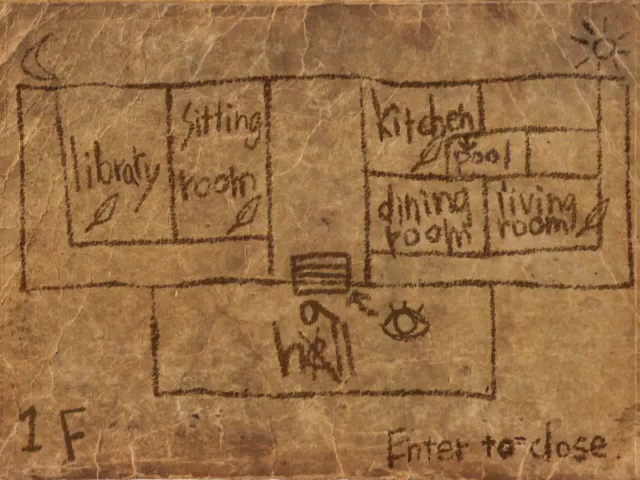 Sitting
room
library
kitchen
pool
dining
room
living
room
hall
1F
Enter to close.